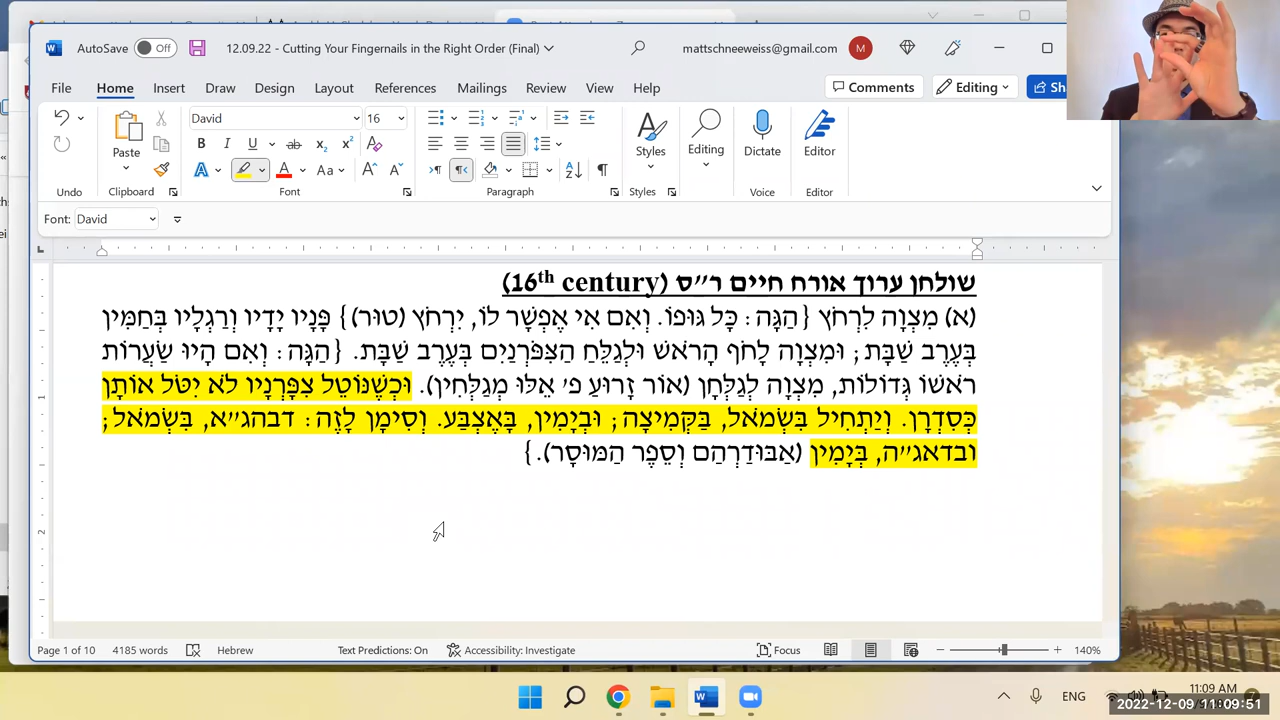 AutoSave Off 12.09.22 - Cutting Your Fingernails in the Right Order (Final) mattschneeweiss@gmail.com M
File Home Insert Draw Design Layout References Mailings Review View Help Comments Editing Sh
Paste David 16 Styles Editing Dictate Editor
Undo Clipboard Font Paragraph Styles Voice Editor
Font: David
שולחן ערוך אורח חיים ר״ס (16th century)
(א) מִצְוָה לִרְחֹץ {הַגָּה: כָּל גּוּפוֹ. וְאִם אִי אֶפְשָׁר לוֹ, יִרְחֹץ (טוּר)} פָּנָיו יָדָיו וְרַגְלָיו בְּחַמִּין
בְּעֶרֶב שַׁבָּת; וּמִצְוָה לָחֹף הָרֹאשׁ וּלְגַלֵּחַ הַצִּפֹּרְנַיִם בְּעֶרֶב שַׁבָּת. {הַגָּה: וְאִם הָיוּ שַׂעֲרוֹת
רֹאשׁוֹ גְּדוֹלוֹת, מִצְוָה לְגַלְּחָן (אוֹר זָרוּעַ פ׳ אֵלּוּ מְגַלְּחִין). וּכְשֶׁנּוֹטֵל צִפָּרְנָיו לֹא יִטֹּל אוֹתָן
כְּסִדְרָן. וְיַתְחִיל בִּשְׂמֹאל, בַּקְּמִיצָה; וּבְיָמִין, בָּאֶצְבַּע. וְסִימָן לָזֶה: דבהג״א, בִּשְׂמֹאל;
ובדאג״ה, בְּיָמִין (אַבּוּדַרְהַם וְסֵפֶר הַמּוּסָר).}
Page 1 of 10 4185 words Hebrew Text Predictions: On Accessibility: Investigate Focus 140%
ENG 11:09 AM
2022-12-09 11:09:51